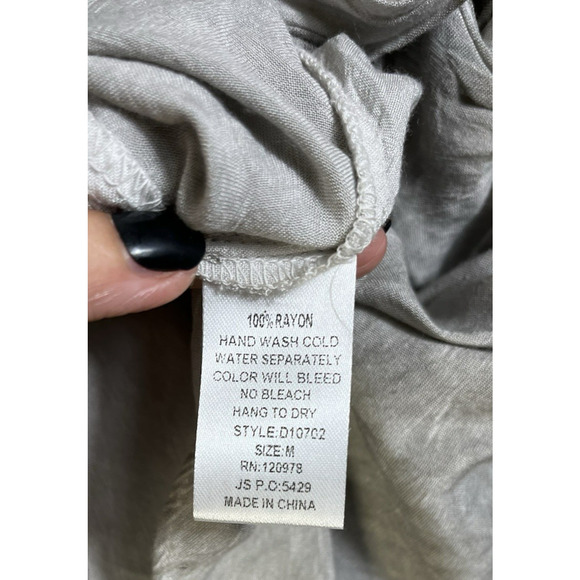 100% RAYON
HAND WASH COLD
WATER SEPARATELY
COLOR WILL BLEED
NO BLEACH
HANG TO DRY
STYLE:D10702
SIZE:M
RN:120978
JS P.O:5429
MADE IN CHINA